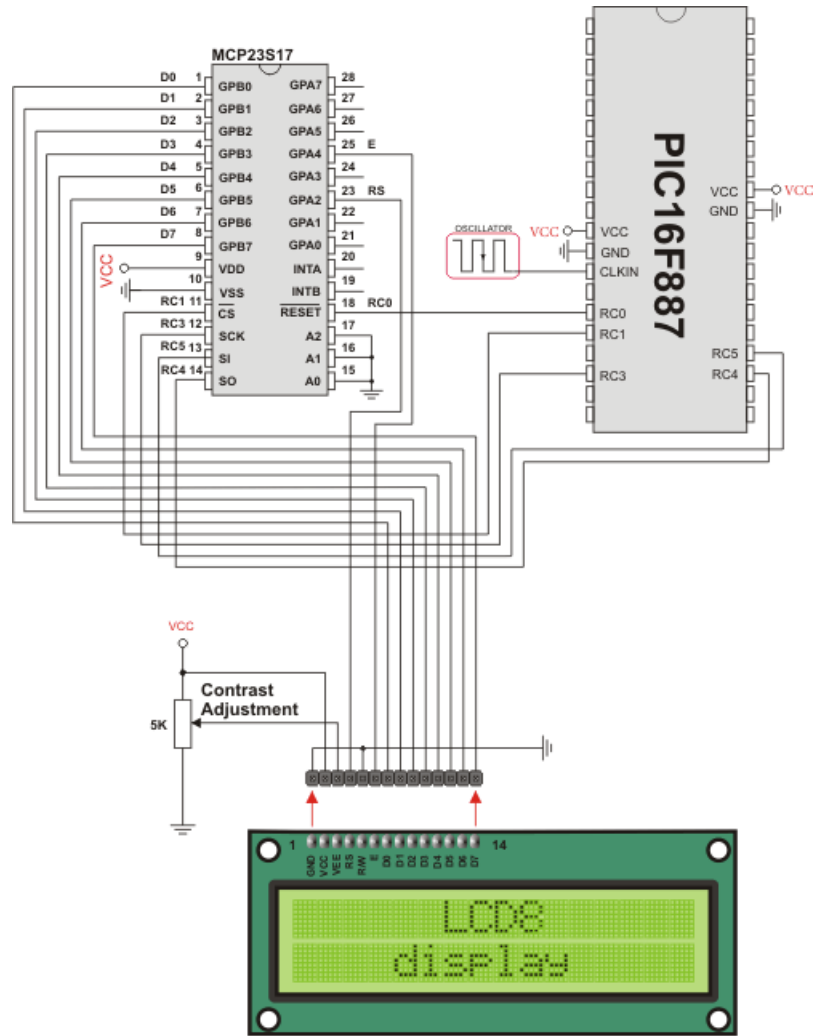 MCP23S17
D0 1 GPB0 GPA7 28
D1 2 GPB1 GPA6 27
D2 3 GPB2 GPA5 26
D3 4 GPB3 GPA4 25 E
D4 5 GPB4 GPA3 24
D5 6 GPB5 GPA2 23 RS
D6 7 GPB6 GPA1 22
D7 8 GPB7 GPA0 21
VCC 9 VDD INTA 20
10 VSS INTB 19
RC1 11 CS RESET 18 RC0
RC3 12 SCK A2 17
RC5 13 SI A1 16
RC4 14 SO A0 15
PIC16F887
VCC VCC
GND
OSCILLATOR
VCC VCC
GND
CLKIN
RC0
RC1
RC3
RC5
RC4
VCC
Contrast
Adjustment
5K
1 14
GND VCC VEE RS R/W E D0 D1 D2 D3 D4 D5 D6 D7
LCD8
display